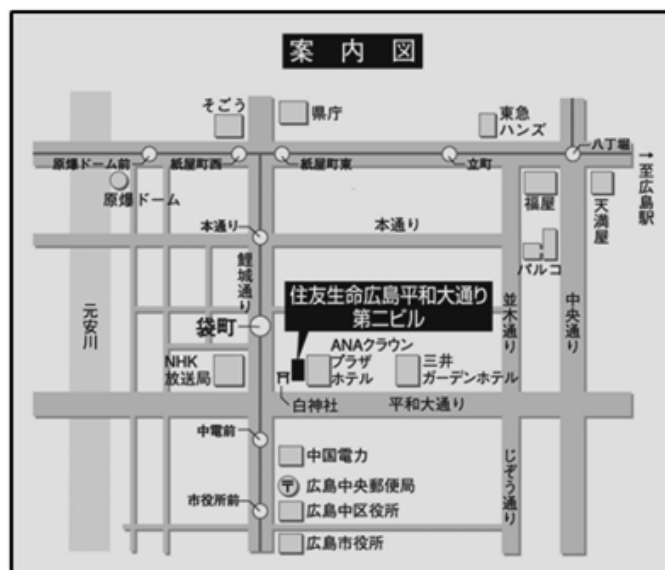 案内図
そごう
県庁
東急
ハンズ
原爆ドーム前
紙屋町西
紙屋町東
立町
八丁堀
→至広島駅
原爆ドーム
福屋
天満屋
本通り
本通り
パルコ
鯉城通り
元安川
袋町
住友生命広島平和大通り
第二ビル
並木通り
中央通り
NHK
放送局
ANAクラウン
プラザ
ホテル
三井
ガーデンホテル
白神社
平和大通り
中電前
中国電力
じぞう通り
〒
広島中央郵便局
市役所前
広島中区役所
広島市役所